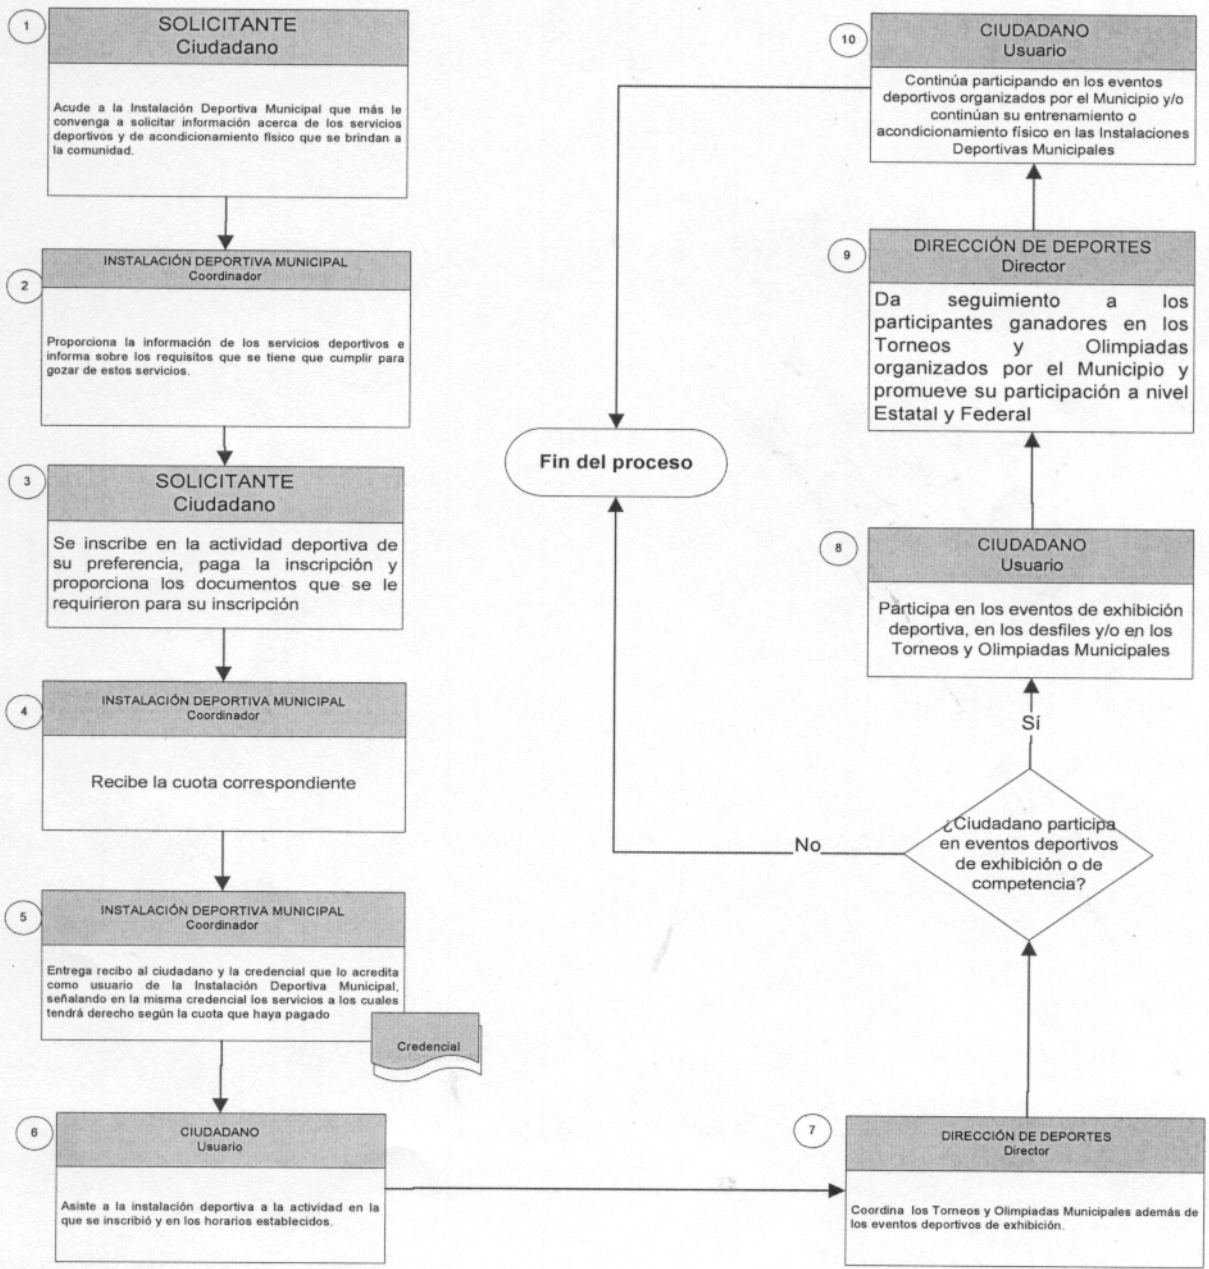 1
SOLICITANTE
Ciudadano
Acude a la Instalación Deportiva Municipal que más le
convenga a solicitar información acerca de los servicios
deportivos y de acondicionamiento físico que se brindan a
la comunidad.
2
INSTALACIÓN DEPORTIVA MUNICIPAL
Coordinador
Proporciona la información de los servicios deportivos e
informa sobre los requisitos que se tiene que cumplir para
gozar de estos servicios.
3
SOLICITANTE
Ciudadano
Se inscribe en la actividad deportiva de
su preferencia, paga la inscripción y
proporciona los documentos que se le
requirieron para su inscripción
4
INSTALACIÓN DEPORTIVA MUNICIPAL
Coordinador
Recibe la cuota correspondiente
5
INSTALACIÓN DEPORTIVA MUNICIPAL
Coordinador
Entrega recibo al ciudadano y la credencial que lo acredita
como usuario de la Instalación Deportiva Municipal,
señalando en la misma credencial los servicios a los cuales
tendrá derecho según la cuota que haya pagado
Credencial
6
CIUDADANO
Usuario
Asiste a la instalación deportiva a la actividad en la
que se inscribió y en los horarios establecidos.
7
DIRECCIÓN DE DEPORTES
Director
Coordina los Torneos y Olimpiadas Municipales además de
los eventos deportivos de exhibición.
¿Ciudadano participa
en eventos deportivos
de exhibición o de
competencia?
No
Sí
8
CIUDADANO
Usuario
Participa en los eventos de exhibición
deportiva, en los desfiles y/o en los
Torneos y Olimpiadas Municipales
9
DIRECCIÓN DE DEPORTES
Director
Da seguimiento a los
participantes ganadores en los
Torneos y Olimpiadas
organizados por el Municipio y
promueve su participación a nivel
Estatal y Federal
10
CIUDADANO
Usuario
Continúa participando en los eventos
deportivos organizados por el Municipio y/o
continúan su entrenamiento o
acondicionamiento físico en las Instalaciones
Deportivas Municipales
Fin del proceso